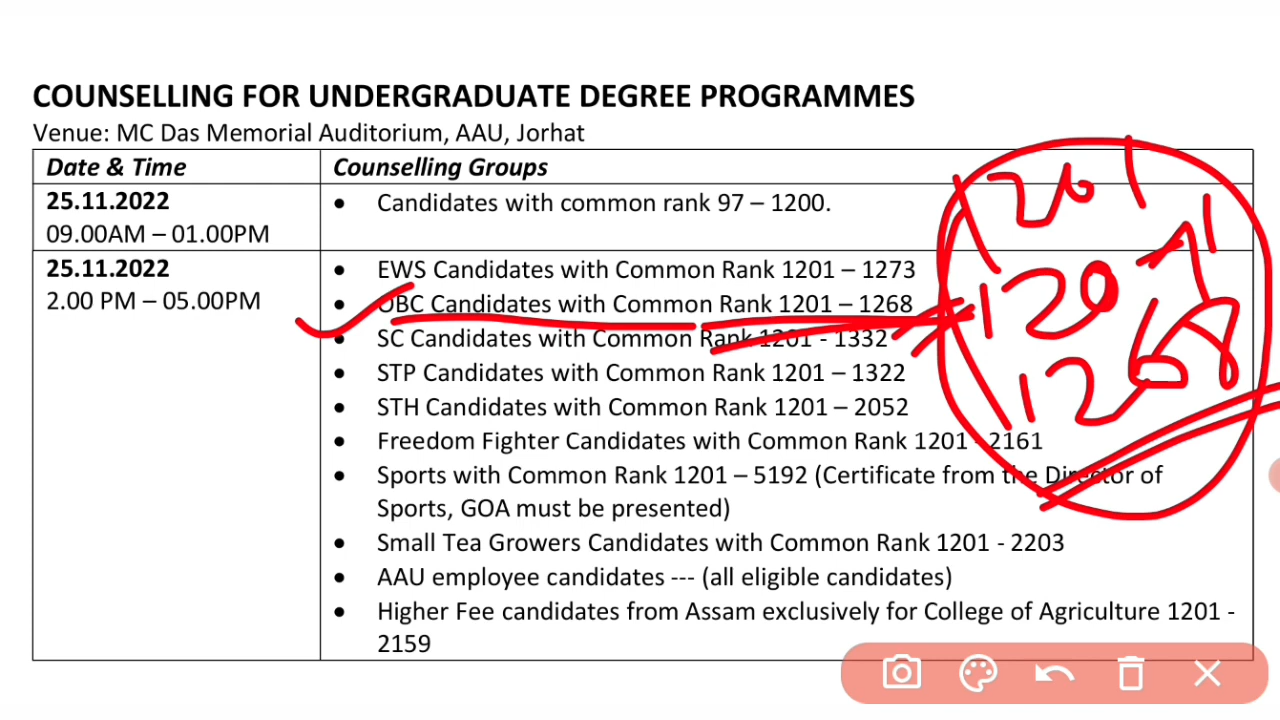 COUNSELLING FOR UNDERGRADUATE DEGREE PROGRAMMES
Venue: MC Das Memorial Auditorium, AAU, Jorhat
Date & Time
Counselling Groups
25.11.2022
09.00AM – 01.00PM
• Candidates with common rank 97 – 1200.
25.11.2022
2.00 PM – 05.00PM
• EWS Candidates with Common Rank 1201 – 1273
• OBC Candidates with Common Rank 1201 – 1268
• SC Candidates with Common Rank 1201 - 1332
• STP Candidates with Common Rank 1201 – 1322
• STH Candidates with Common Rank 1201 – 2052
• Freedom Fighter Candidates with Common Rank 1201 - 2161
• Sports with Common Rank 1201 – 5192 (Certificate from the Director of
Sports, GOA must be presented)
• Small Tea Growers Candidates with Common Rank 1201 - 2203
• AAU employee candidates --- (all eligible candidates)
• Higher Fee candidates from Assam exclusively for College of Agriculture 1201 -
2159
1201
1268